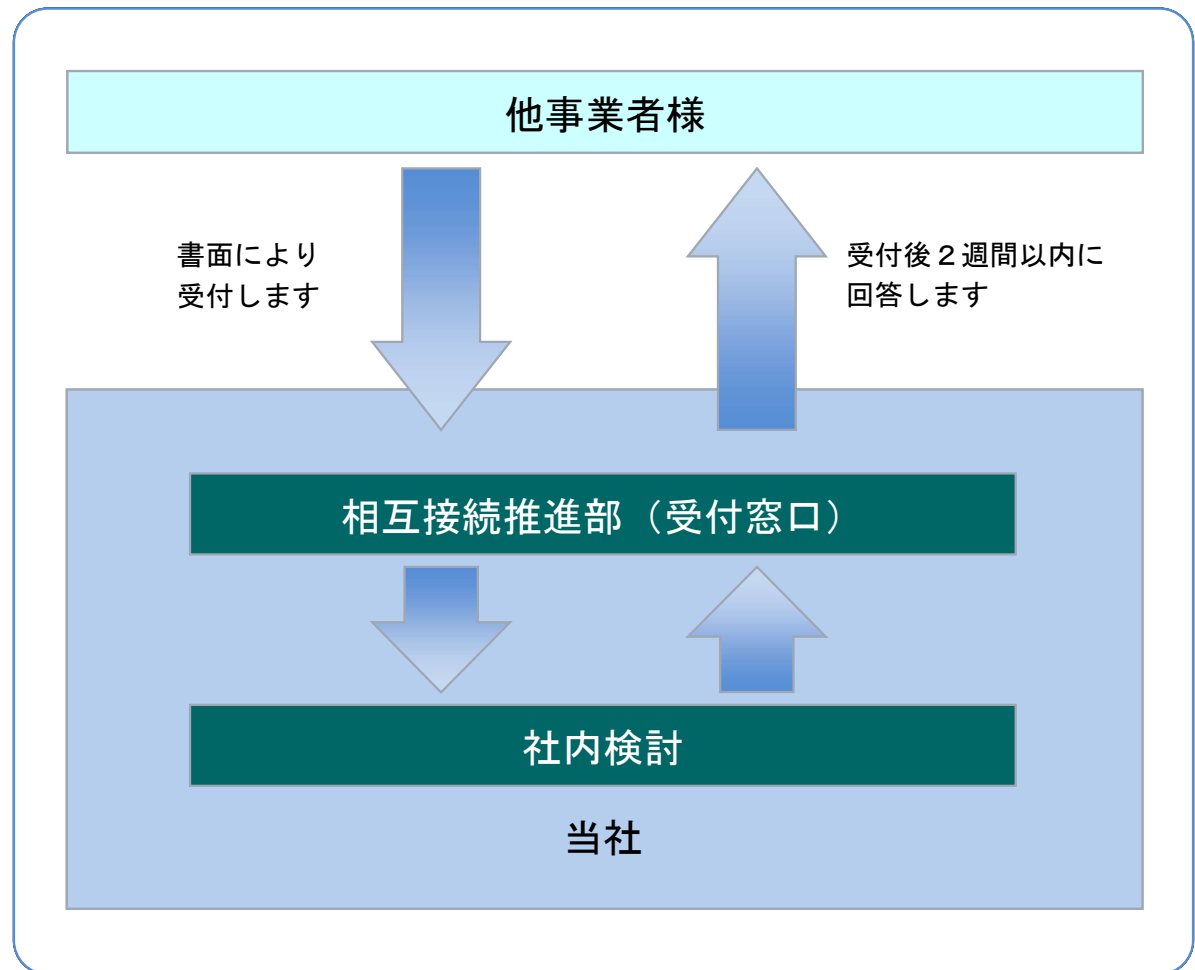 他事業者様
書面により
受付します
受付後２週間以内に
回答します
相互接続推進部（受付窓口）
社内検討
当社